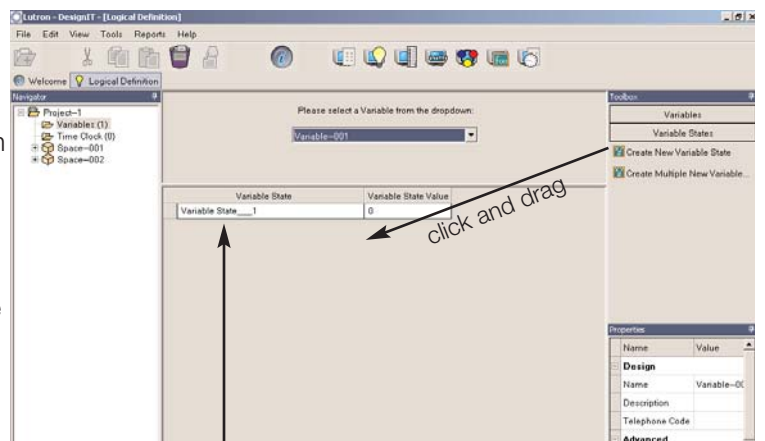 Lutron - DesignIT - [Logical Definition]
File Edit View Tools Reports Help
Welcome Logical Definition
Navigator
Project-1
Variables (1)
Time Clock (0)
Space-001
Space-002
Please select a Variable from the dropdown:
Variable-001
Variable State Variable State Value
Variable State___1 0
click and drag
Toolbox
Variables
Variable States
Create New Variable State
Create Multiple New Variable...
Properties
Name Value
Design
Name Variable-00
Description
Telephone Code
Advanced